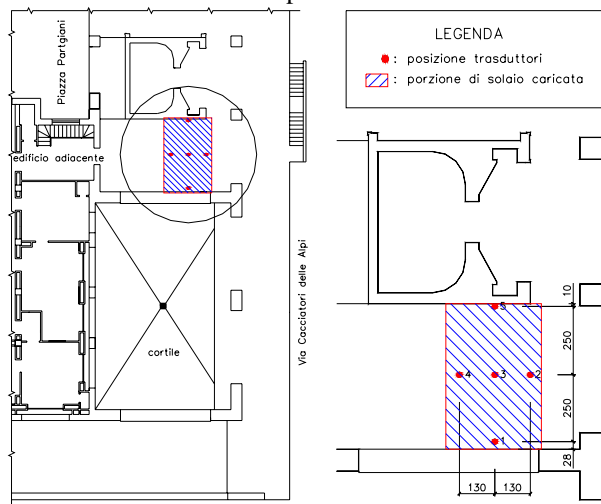 Piazza Partgiani
edificio adiacente
cortile
Via Cacciatori delle Alpi
LEGENDA
: posizione trasduttori
: porzione di solaio caricata
5
4
3
2
1
10
250
250
28
130
130